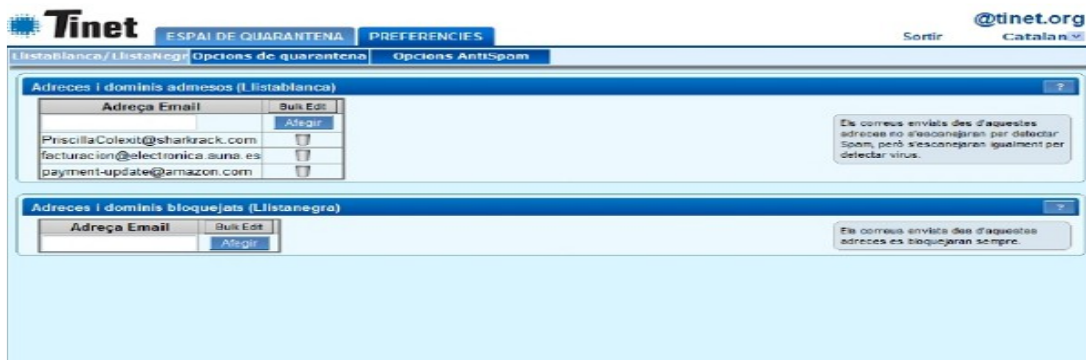 Tinet
@tinet.org
ESPAI DE QUARANTENA PREFERENCIES
Sortir Catalan
Llistablanca/LlistaNegr Opcions de quarantena Opcions AntiSpam
Adreces i dominis admesos (Llistablanca) ?
Adreça Email Bulk Edit
Afegir
PriscillaColexit@sharkrack.com
facturacion@electronica.auna.es
payment-update@amazon.com
Els correus enviats des d'aquestes
adreces no s'escanejaran per detectar
Spam, però s'escanejaran igualment per
detectar virus.
Adreces i dominis bloquejats (Llistanegra) ?
Adreça Email Bulk Edit
Afegir
Els correus enviats des d'aquestes
adreces es bloquejaran sempre.